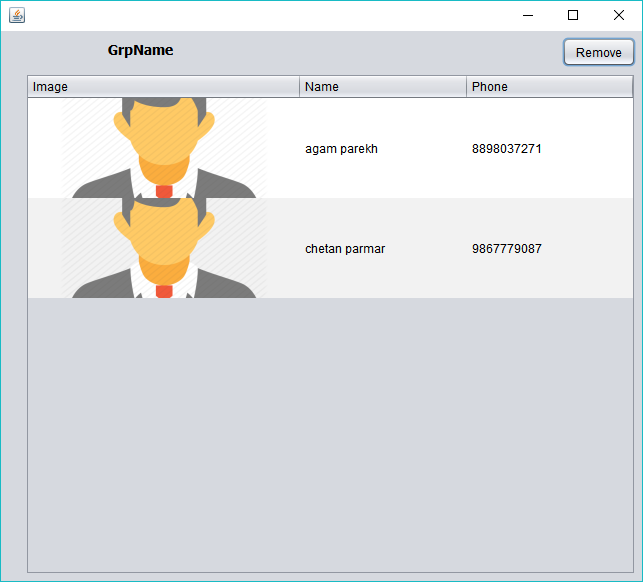 GrpName
Remove
Image Name Phone
agam parekh 8898037271
chetan parmar 9867779087